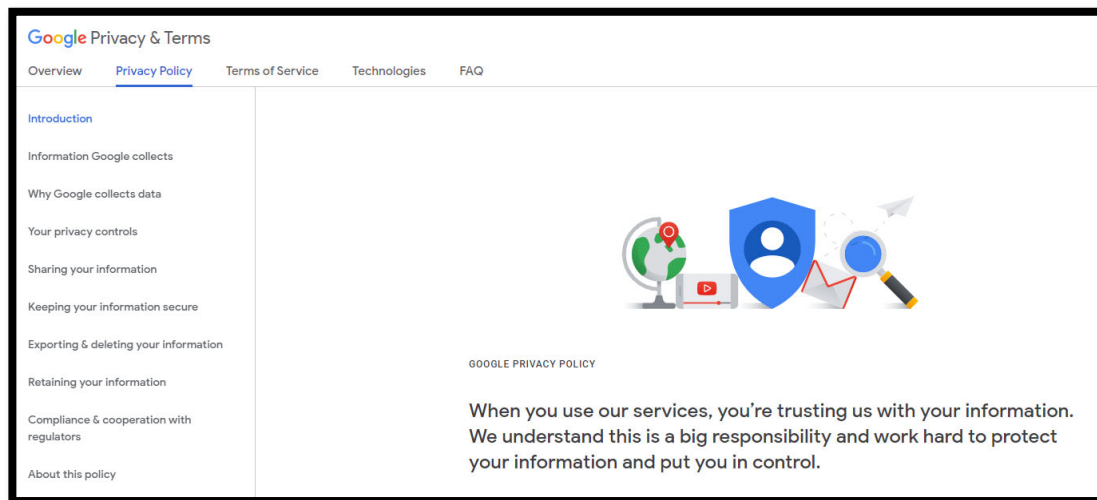 Google Privacy & Terms
Overview Privacy Policy Terms of Service Technologies FAQ
Introduction
Information Google collects
Why Google collects data
Your privacy controls
Sharing your information
Keeping your information secure
Exporting & deleting your information
Retaining your information
Compliance & cooperation with
regulators
About this policy
GOOGLE PRIVACY POLICY
When you use our services, you’re trusting us with your information.
We understand this is a big responsibility and work hard to protect
your information and put you in control.